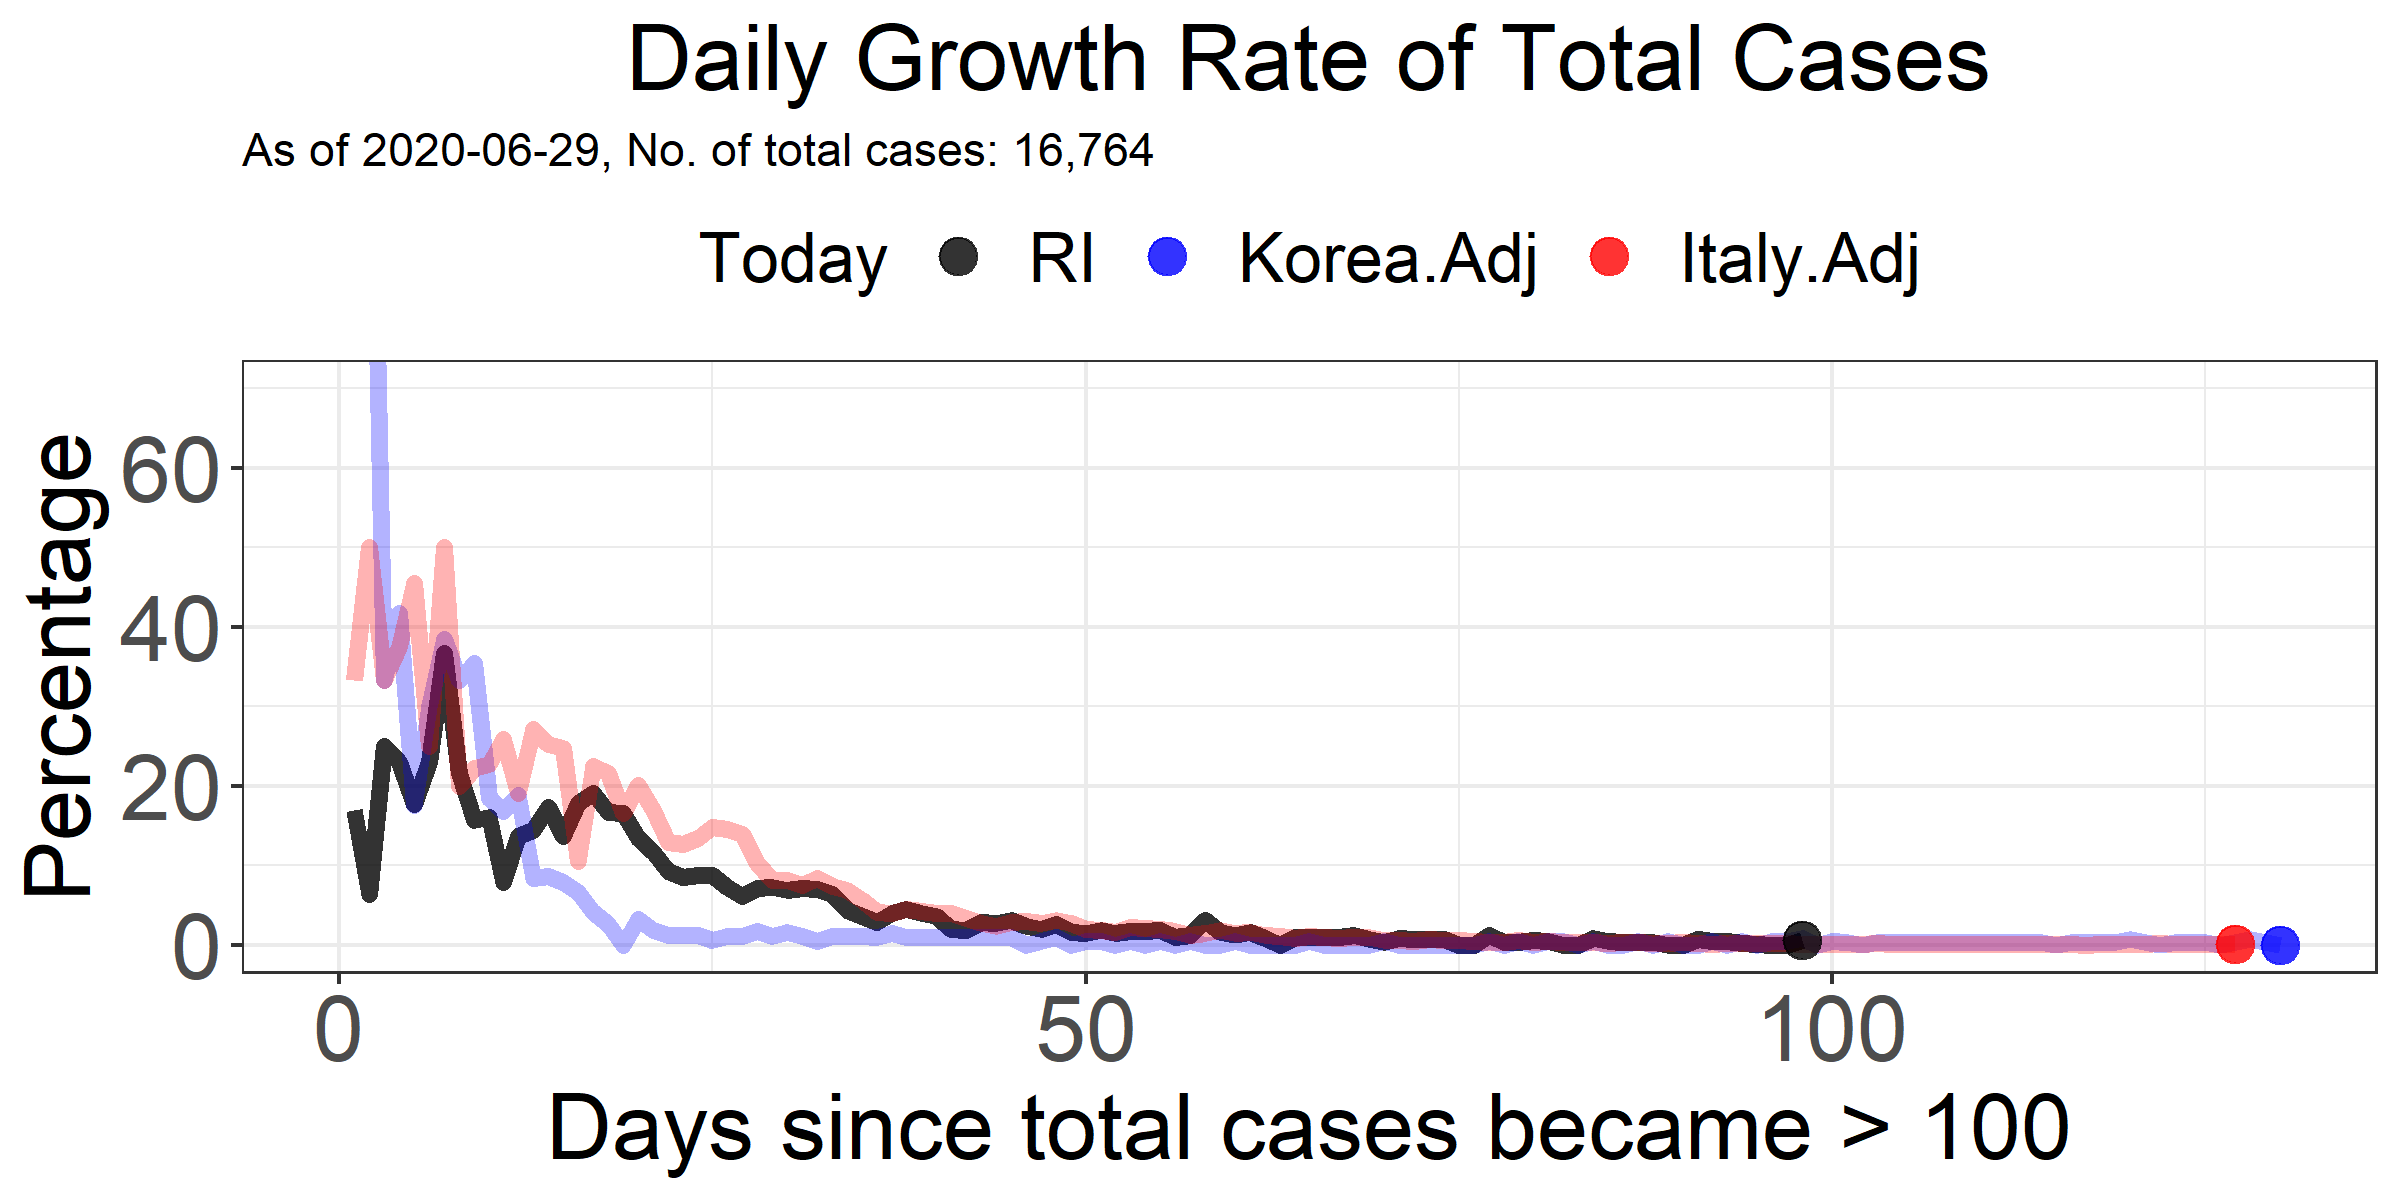 Daily Growth Rate of Total Cases
As of 2020-06-29, No. of total cases: 16,764
Today RI Korea.Adj Italy.Adj
Percentage
60
40
20
0
0 50 100
Days since total cases became > 100